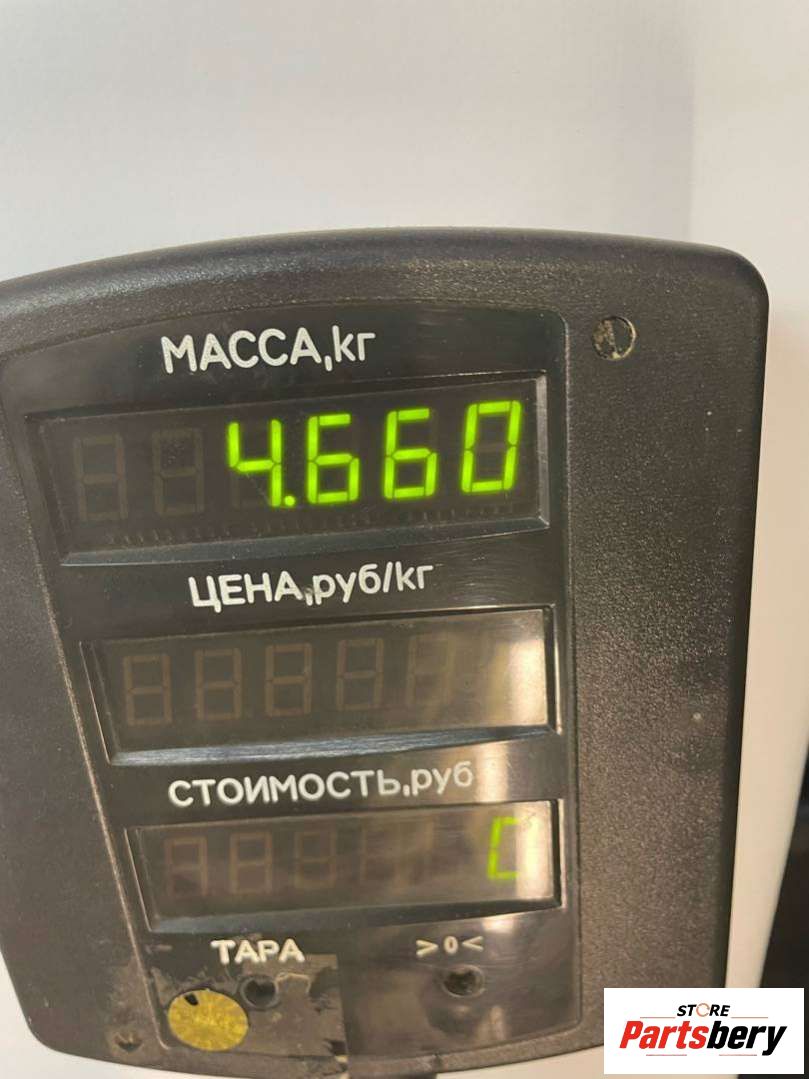 МАССА,кг
4.660
ЦЕНА,руб/кг
СТОИМОСТЬ,руб
0
ТАРА >0<
STORE
Partsbery